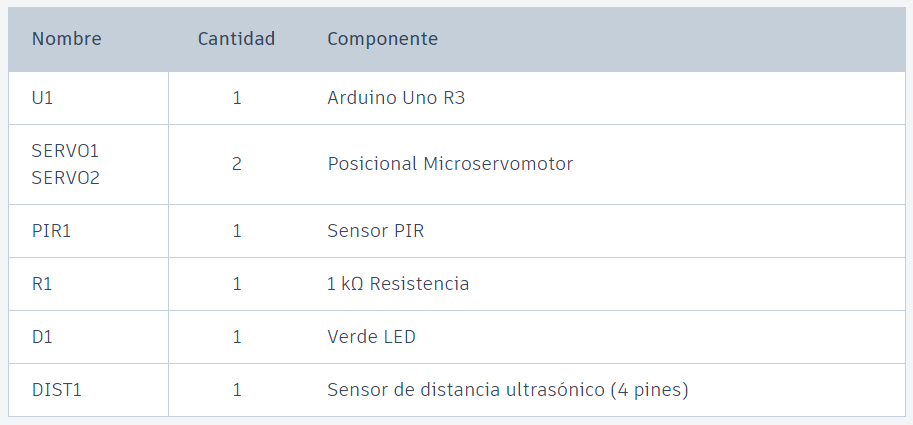 Nombre Cantidad Componente
U1 1 Arduino Uno R3
SERVO1
SERVO2 2 Posicional Microservomotor
PIR1 1 Sensor PIR
R1 1 1 kΩ Resistencia
D1 1 Verde LED
DIST1 1 Sensor de distancia ultrasónico (4 pines)